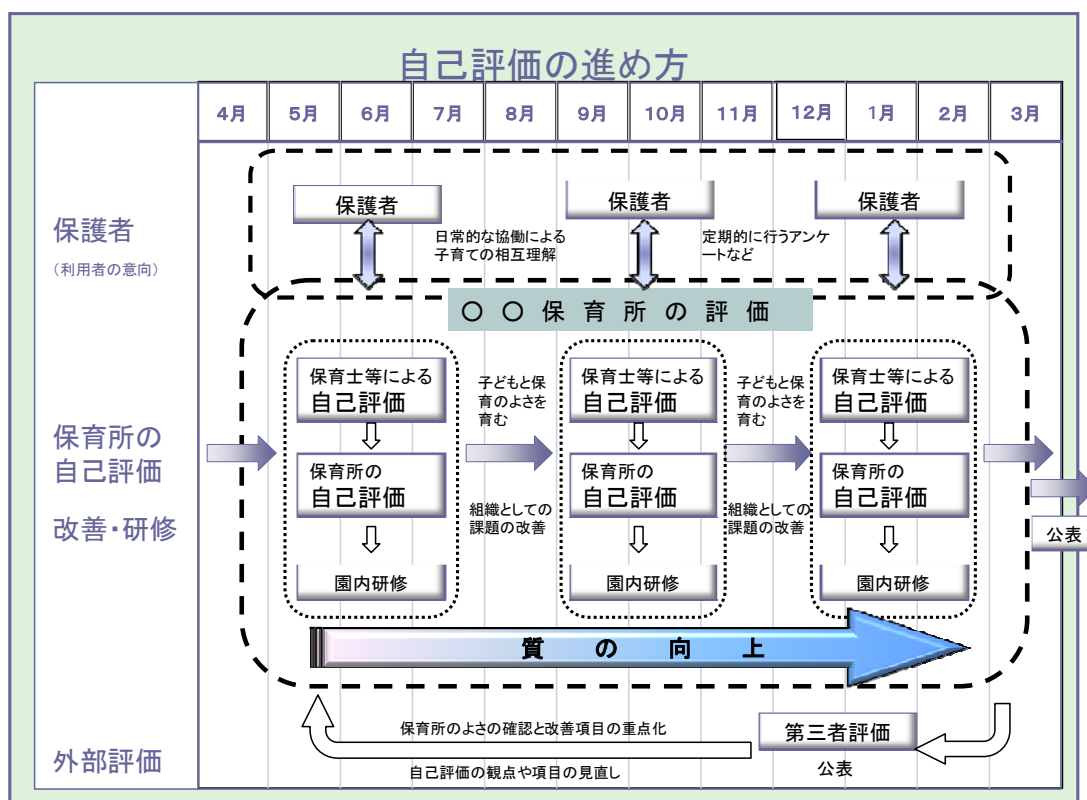 自己評価の進め方
4月 5月 6月 7月 8月 9月 10月 11月 12月 1月 2月 3月
保護者
(利用者の意向)
保護者
保護者
保護者
日常的な協働による
子育ての相互理解
定期的に行うアンケ
ートなど
〇〇保育所の評価
保育所の
自己評価
改善・研修
保育士等による
自己評価
保育所の
自己評価
園内研修
子どもと保
育のよさを
育む
組織としての
課題の改善
保育士等による
自己評価
保育所の
自己評価
園内研修
子どもと保
育のよさを
育む
組織としての
課題の改善
保育士等による
自己評価
保育所の
自己評価
園内研修
公表
質の向上
外部評価
保育所のよさの確認と改善項目の重点化
自己評価の観点や項目の見直し
第三者評価
公表